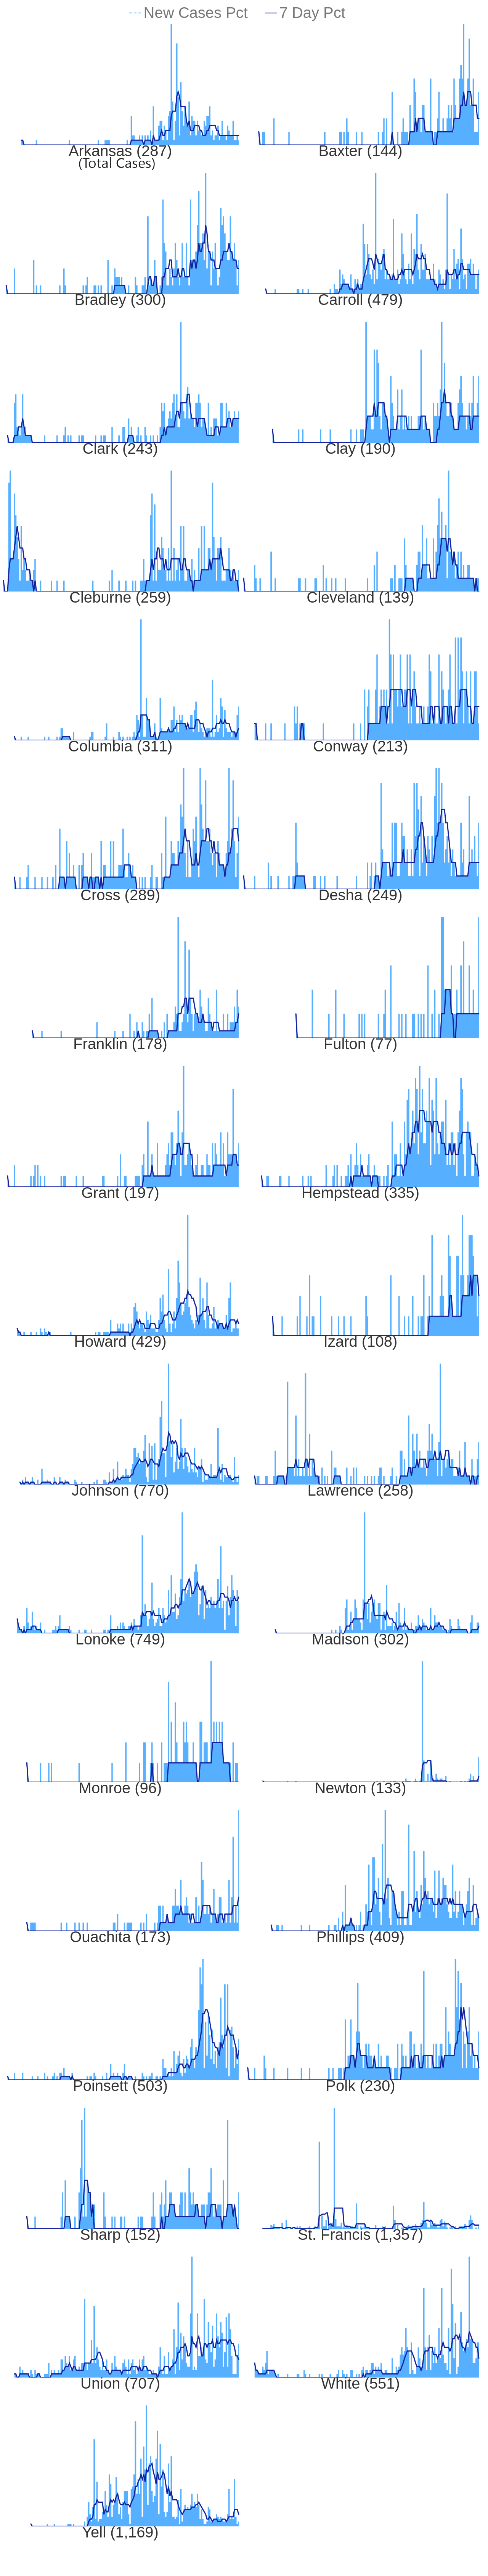 New Cases Pct 7 Day Pct
Arkansas (287) Baxter (144)
(Total Cases)
Bradley (300) Carroll (479)
Clark (243) Clay (190)
Cleburne (259) Cleveland (139)
Columbia (311) Conway (213)
Cross (289) Desha (249)
Franklin (178) Fulton (77)
Grant (197) Hempstead (335)
Howard (429) Izard (108)
Johnson (770) Lawrence (258)
Lonoke (749) Madison (302)
Monroe (96) Newton (133)
Ouachita (173) Phillips (409)
Poinsett (503) Polk (230)
Sharp (152) St. Francis (1,357)
Union (707) White (551)
Yell (1,169)